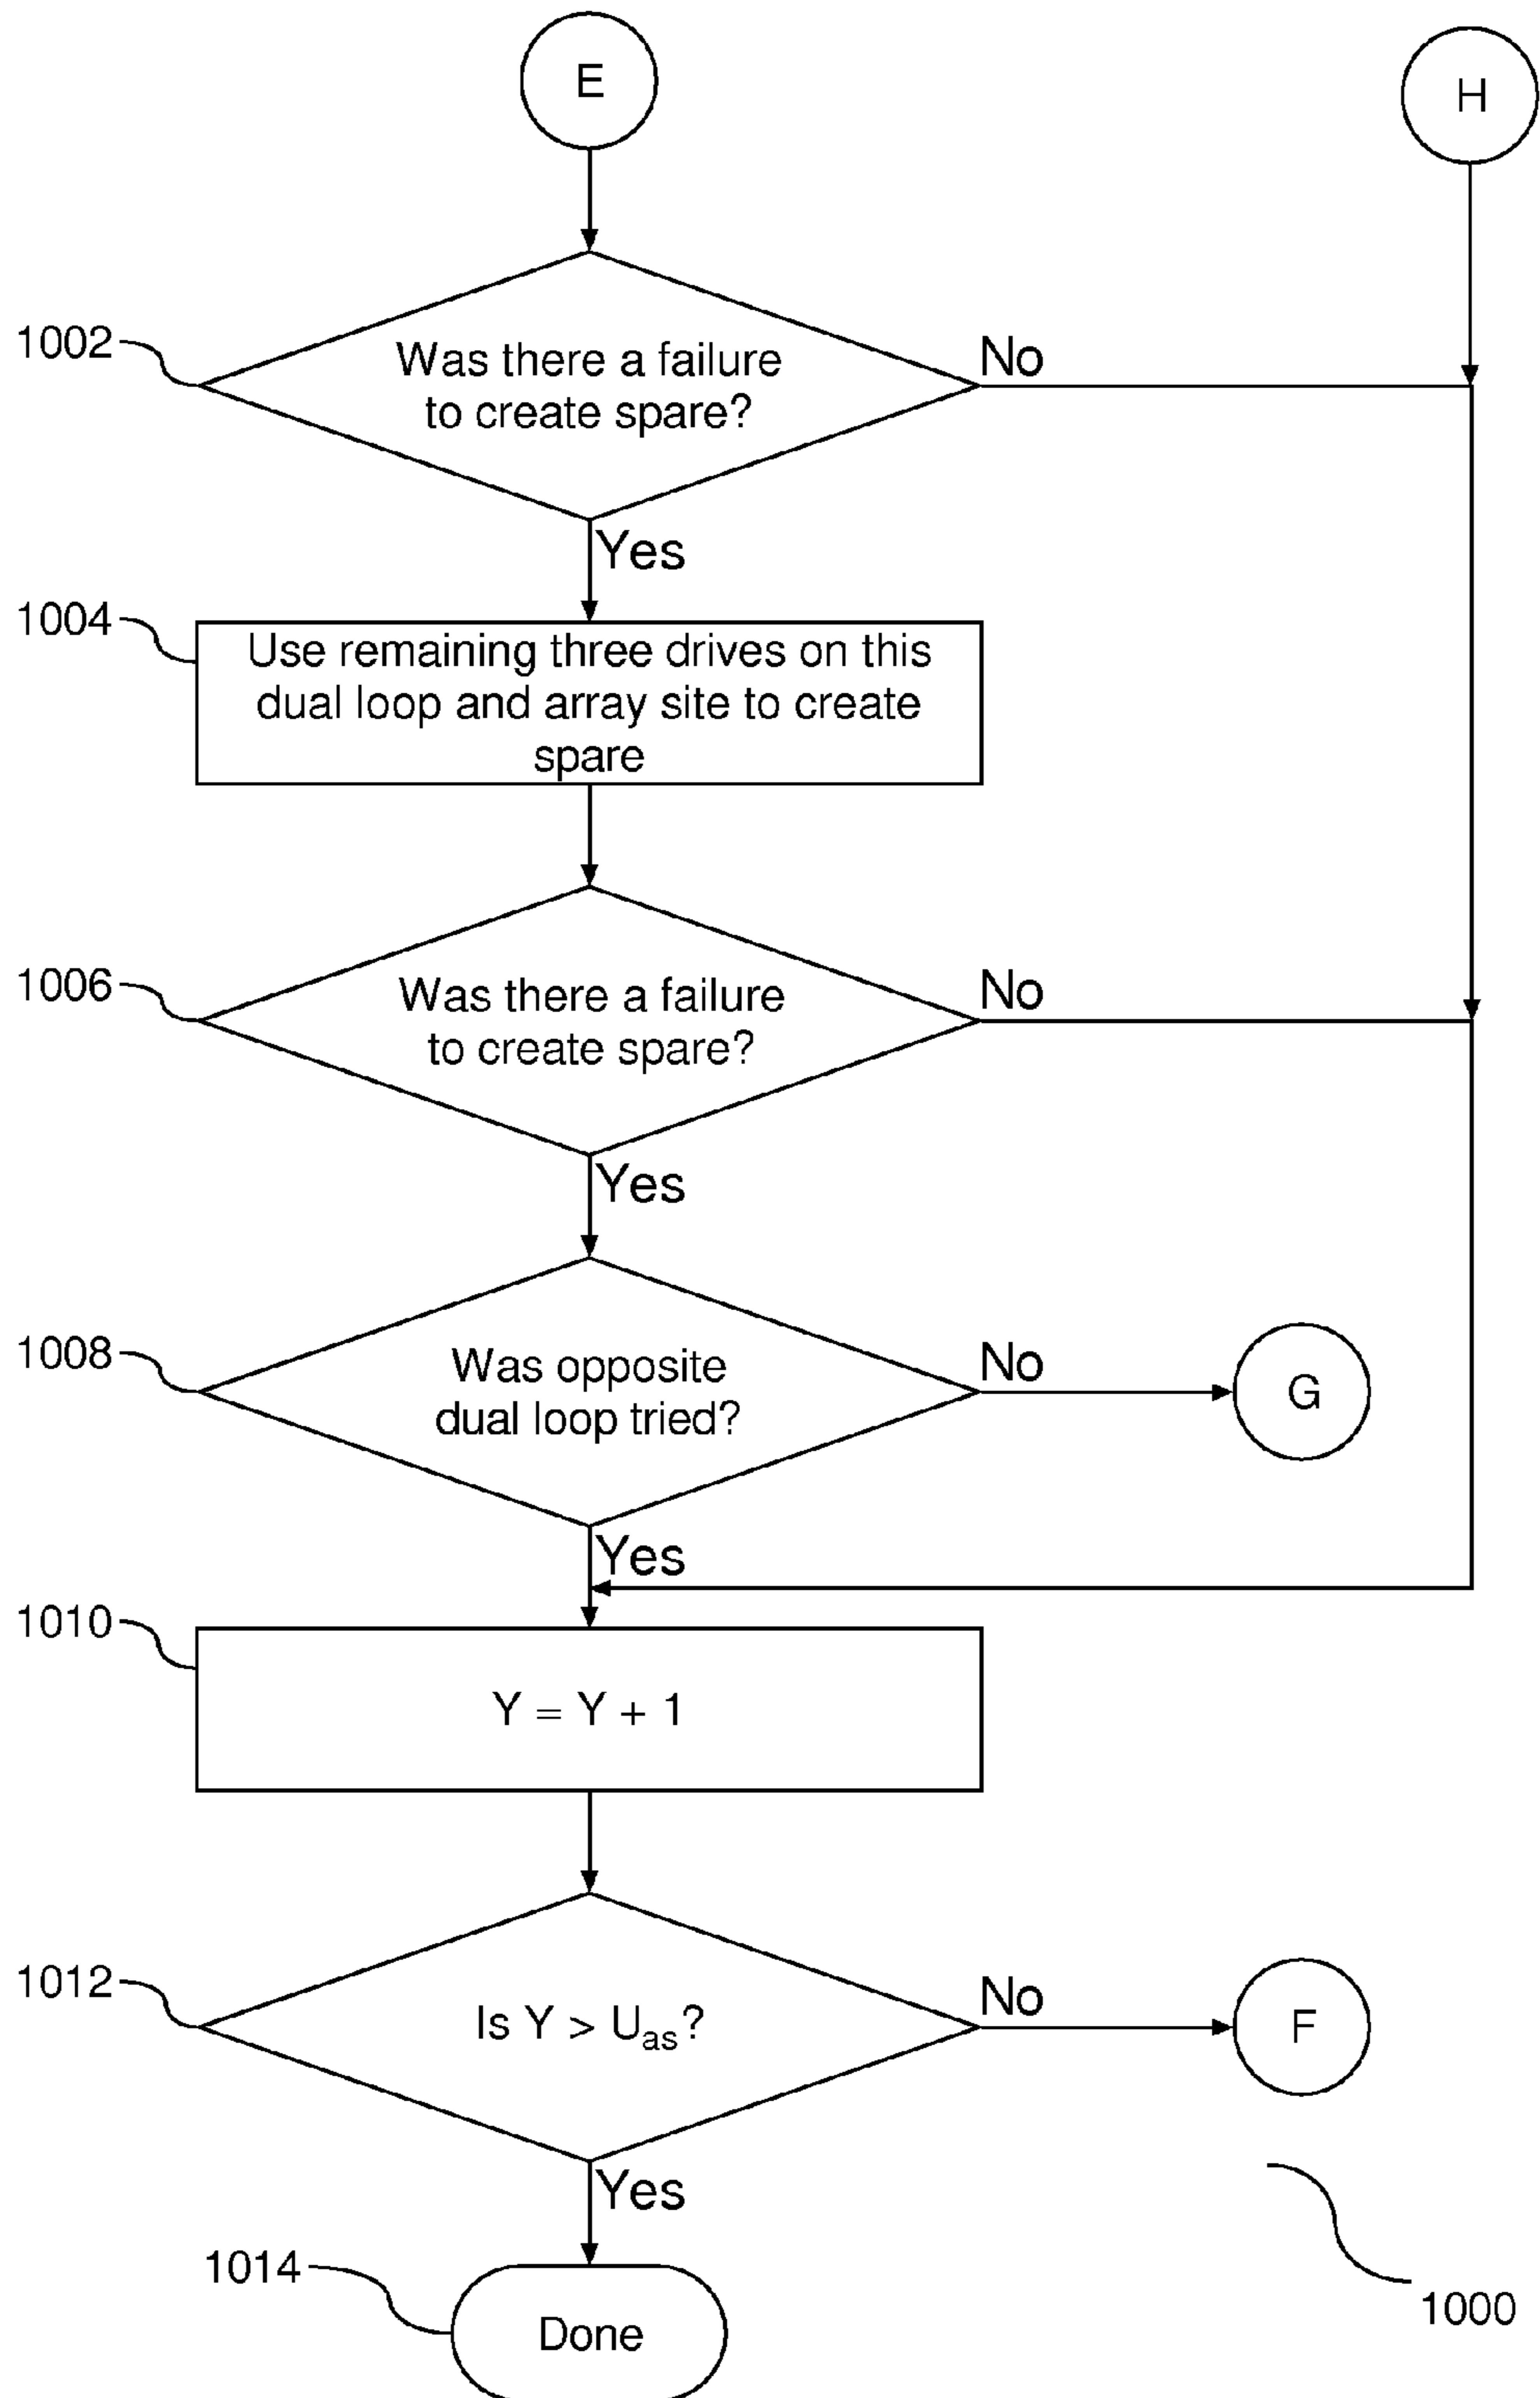 E
H
1002
Was there a failure
to create spare?
No
Yes
1004
Use remaining three drives on this
dual loop and array site to create
spare
1006
Was there a failure
to create spare?
No
Yes
1008
Was opposite
dual loop tried?
No
G
Yes
1010
Y = Y + 1
1012
Is Y > Uas?
No
F
Yes
1014
Done
1000